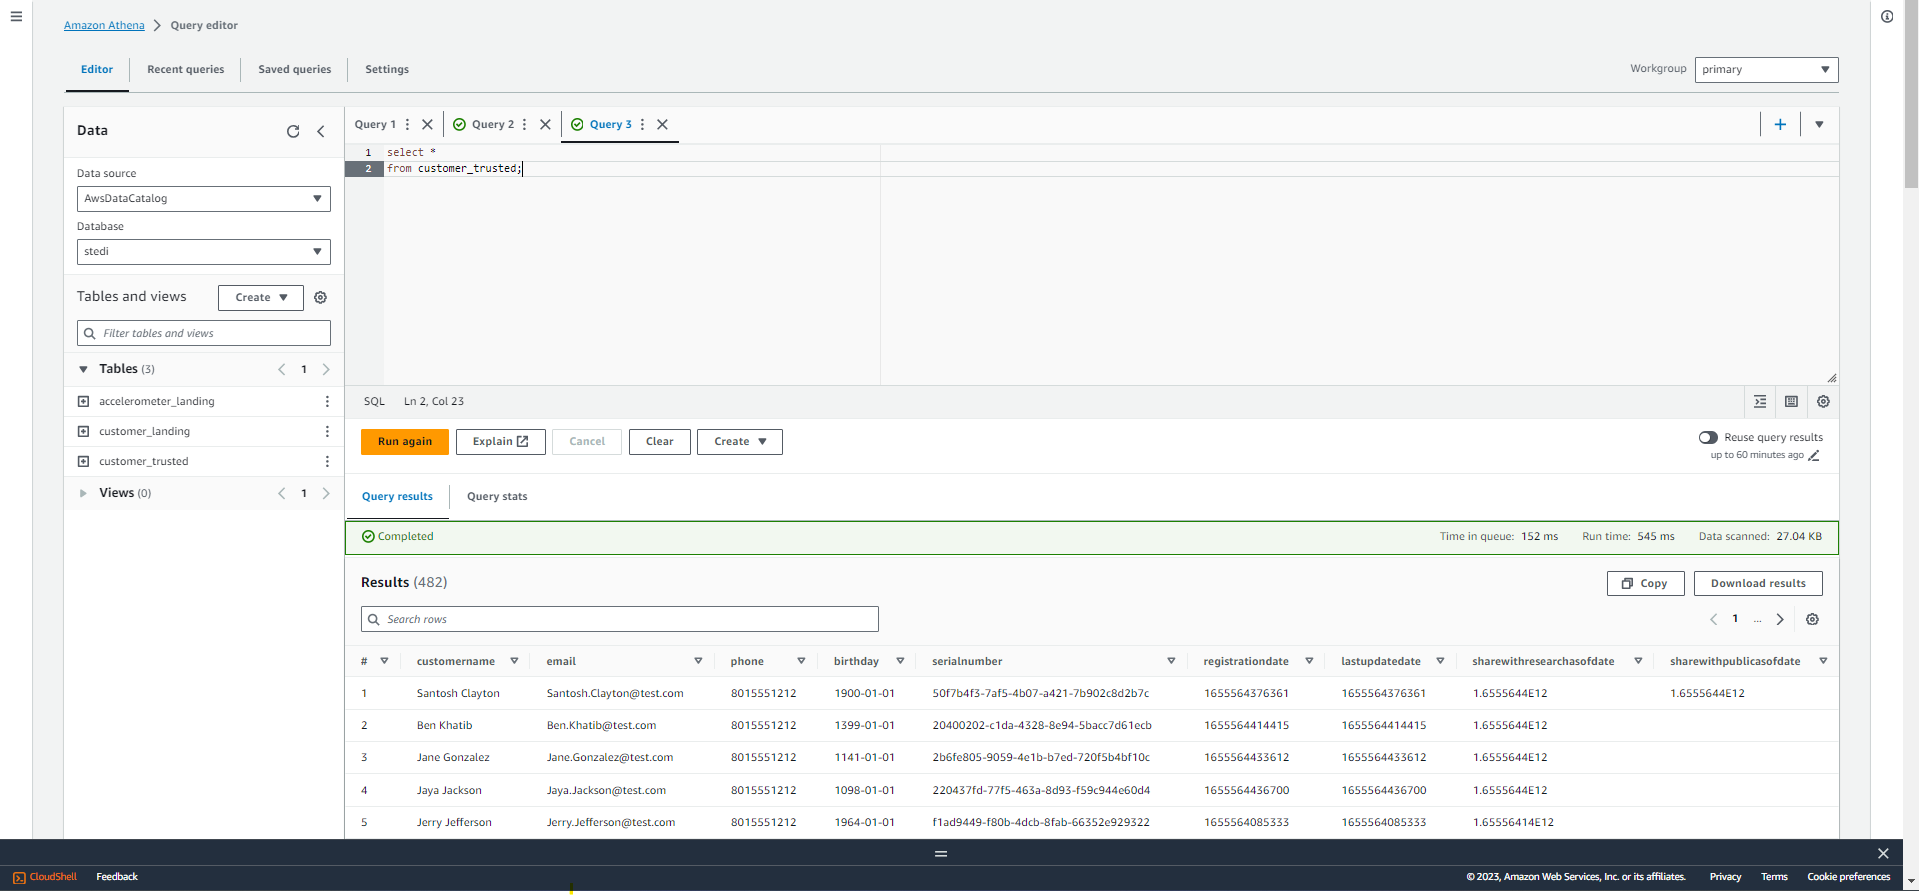 Amazon Athena > Query editor
Editor Recent queries Saved queries Settings Workgroup primary
Data
Data source
AwsDataCatalog
Database
stedi
Tables and views Create
Filter tables and views
Tables (3) 1
accelerometer_landing
customer_landing
customer_trusted
Views (0) 1
Query 1 Query 2 Query 3
1 select *
2 from customer_trusted;
SQL Ln 2, Col 23
Run again Explain Cancel Clear Create Reuse query results
up to 60 minutes ago
Query results Query stats
Completed Time in queue: 152 ms Run time: 545 ms Data scanned: 27.04 KB
Results (482) Copy Download results
Search rows 1 ...
# customername email phone birthday serialnumber registrationdate lastupdatedate sharewithresearchasofdate sharewithpublicasofdate
1 Santosh Clayton Santosh.Clayton@test.com 8015551212 1900-01-01 50f7b4f3-7af5-4b07-a421-7b902c8d2b7c 1655564376361 1655564376361 1.6555644E12 1.6555644E12
2 Ben Khatib Ben.Khatib@test.com 8015551212 1399-01-01 20400202-c1da-4328-8e94-5bacc7d61ecb 1655564414415 1655564414415 1.6555644E12
3 Jane Gonzalez Jane.Gonzalez@test.com 8015551212 1141-01-01 2b6fe805-9059-4e1b-b7ed-720f5b4bf10c 1655564433612 1655564433612 1.6555644E12
4 Jaya Jackson Jaya.Jackson@test.com 8015551212 1098-01-01 220437fd-77f5-463a-8d93-f59c944e60d4 1655564436700 1655564436700 1.6555644E12
5 Jerry Jefferson Jerry.Jefferson@test.com 8015551212 1964-01-01 f1ad9449-f80b-4dcb-8fab-66352e929322 1655564085333 1655564085333 1.65556414E12
CloudShell Feedback © 2023, Amazon Web Services, Inc. or its affiliates. Privacy Terms Cookie preferences